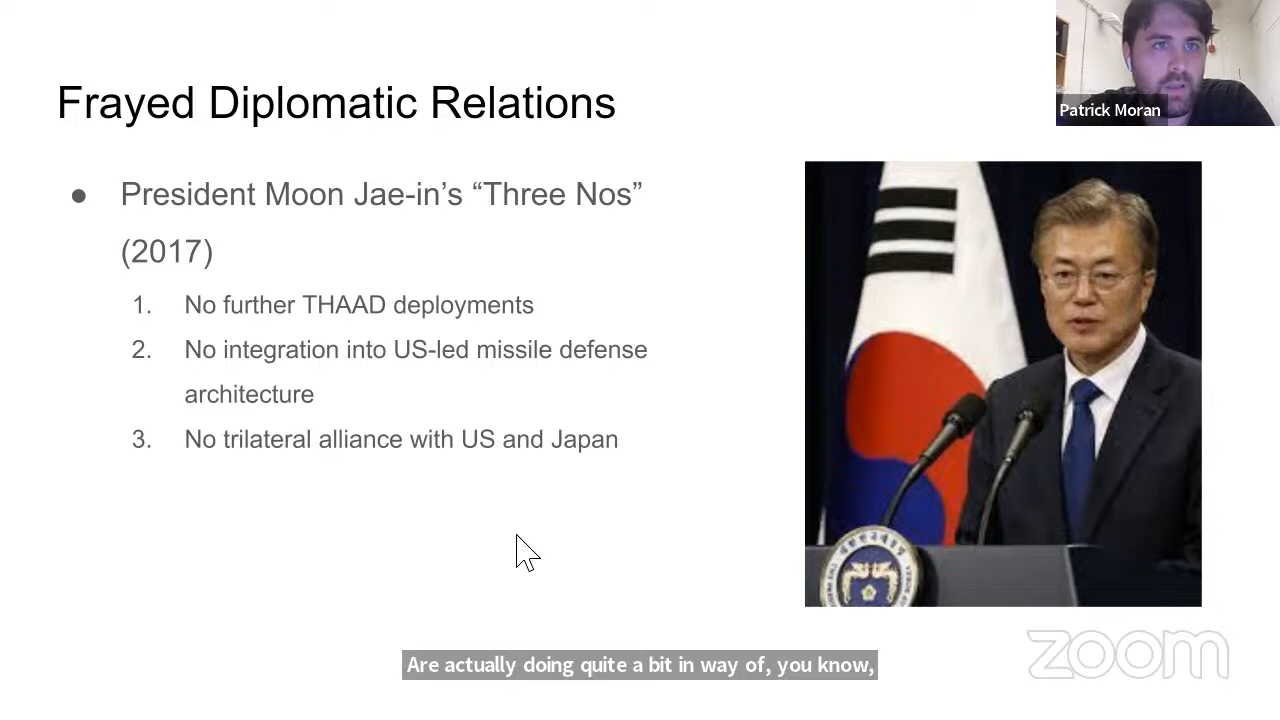 Frayed Diplomatic Relations
● President Moon Jae-in’s “Three Nos”
(2017)
1. No further THAAD deployments
2. No integration into US-led missile defense
architecture
3. No trilateral alliance with US and Japan
Patrick Moran
Are actually doing quite a bit in way of, you know,
zoom